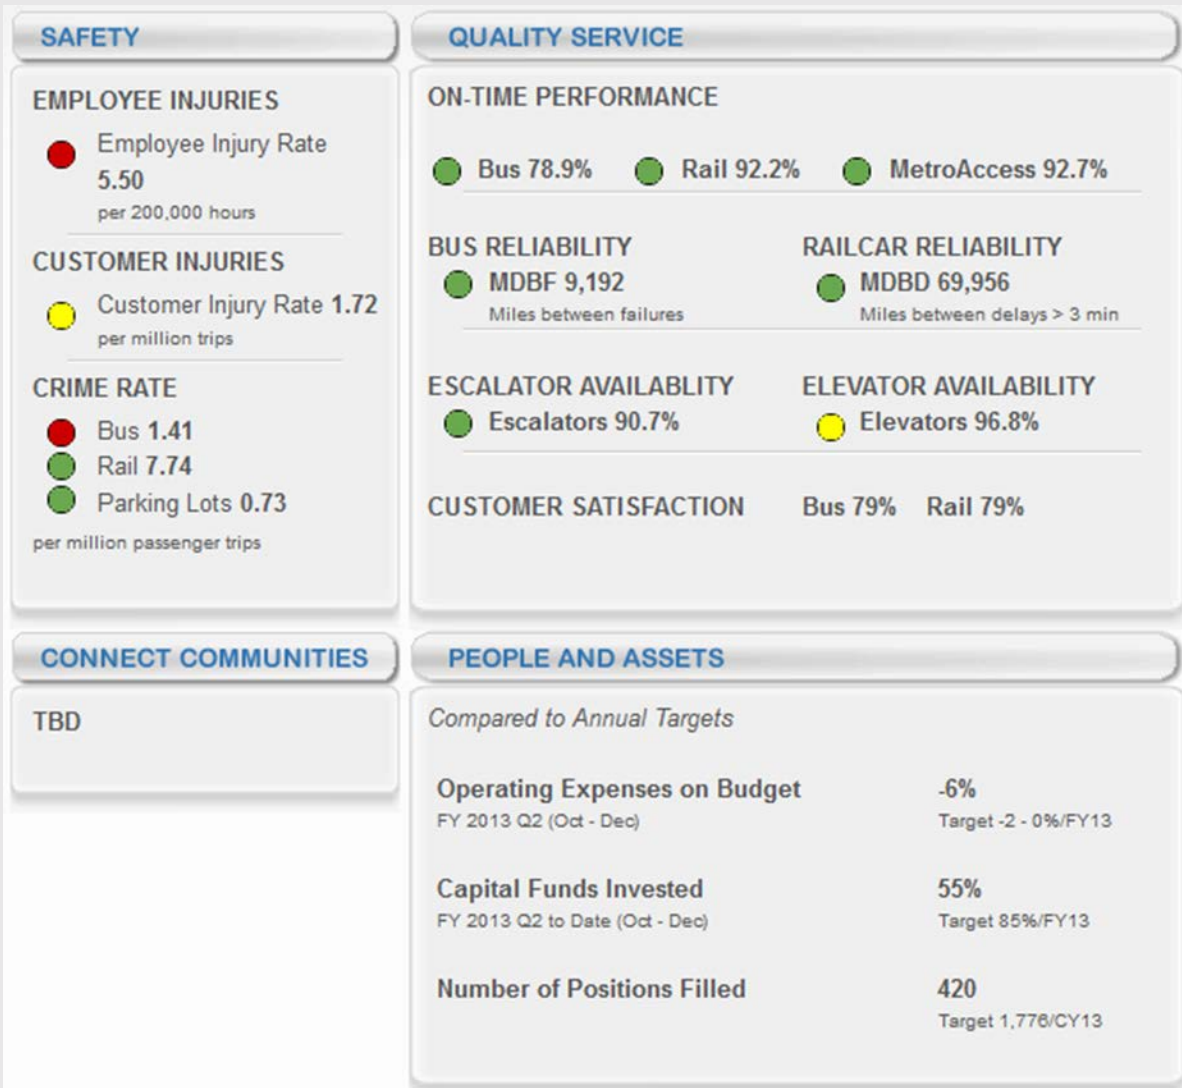 SAFETY
EMPLOYEE INJURIES
Employee Injury Rate
5.50
per 200,000 hours
CUSTOMER INJURIES
Customer Injury Rate 1.72
per million trips
CRIME RATE
Bus 1.41
Rail 7.74
Parking Lots 0.73
per million passenger trips
QUALITY SERVICE
ON-TIME PERFORMANCE
Bus 78.9% Rail 92.2% MetroAccess 92.7%
BUS RELIABILITY
MDBF 9,192
Miles between failures
RAILCAR RELIABILITY
MDBD 69,956
Miles between delays > 3 min
ESCALATOR AVAILABLITY
Escalators 90.7%
ELEVATOR AVAILABILITY
Elevators 96.8%
CUSTOMER SATISFACTION Bus 79% Rail 79%
CONNECT COMMUNITIES
TBD
PEOPLE AND ASSETS
Compared to Annual Targets
Operating Expenses on Budget -6%
FY 2013 Q2 (Oct - Dec) Target -2 - 0%/FY13
Capital Funds Invested 55%
FY 2013 Q2 to Date (Oct - Dec) Target 85%/FY13
Number of Positions Filled 420
Target 1,776/CY13